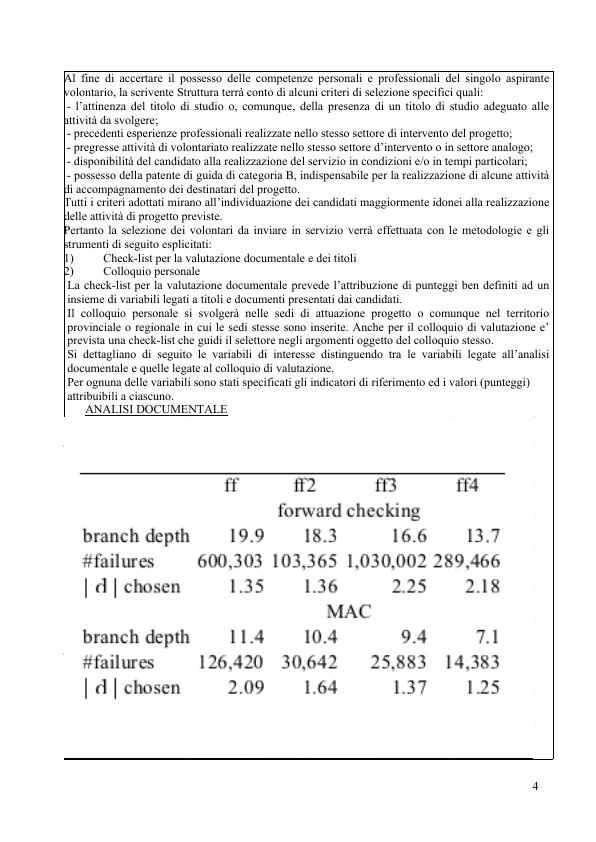 Al fine di accertare il possesso delle competenze personali e professionali del singolo aspirante
volontario, la scrivente Struttura terrà conto di alcuni criteri di selezione specifici quali:
- l'attinenza del titolo di studio o, comunque, della presenza di un titolo di studio adeguato alle
attività da svolgere;
- precedenti esperienze professionali realizzate nello stesso settore di intervento del progetto;
- pregresse attività di volontariato realizzate nello stesso settore d'intervento o in settore analogo;
- disponibilità del candidato alla realizzazione del servizio in condizioni e/o in tempi particolari;
- possesso della patente di guida di categoria B, indispensabile per la realizzazione di alcune attività
di accompagnamento dei destinatari del progetto.
Tutti i criteri adottati mirano all'individuazione dei candidati maggiormente idonei alla realizzazione
delle attività di progetto previste.
Pertanto la selezione dei volontari da inviare in servizio verrà effettuata con le metodologie e gli
strumenti di seguito esplicitati:
1) Check-list per la valutazione documentale e dei titoli
2) Colloquio personale
La check-list per la valutazione documentale prevede l'attribuzione di punteggi ben definiti ad un
insieme di variabili legati a titoli e documenti presentati dai candidati.
Il colloquio personale si svolgerà nelle sedi di attuazione progetto o comunque nel territorio
provinciale o regionale in cui le sedi stesse sono inserite. Anche per il colloquio di valutazione e'
prevista una check-list che guidi il selettore negli argomenti oggetto del colloquio stesso.
Si dettagliano di seguito le variabili di interesse distinguendo tra le variabili legate all'analisi
documentale e quelle legate al colloquio di valutazione.
Per ognuna delle variabili sono stati specificati gli indicatori di riferimento ed i valori (punteggi)
attribuibili a ciascuno.
ANALISI DOCUMENTALE
ff ff2 ff3 ff4
forward checking
branch depth 19.9 18.3 16.6 13.7
#failures 600,303 103,365 1,030,002 289,466
| d | chosen 1.35 1.36 2.25 2.18
MAC
branch depth 11.4 10.4 9.4 7.1
#failures 126,420 30,642 25,883 14,383
| d | chosen 2.09 1.64 1.37 1.25
4